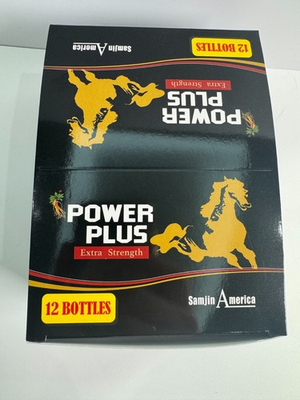 Samjin America
12 BOTTLES
Extra Strength
PLUS
POWER
POWER
PLUS
Extra Strength
12 BOTTLES
Samjin America